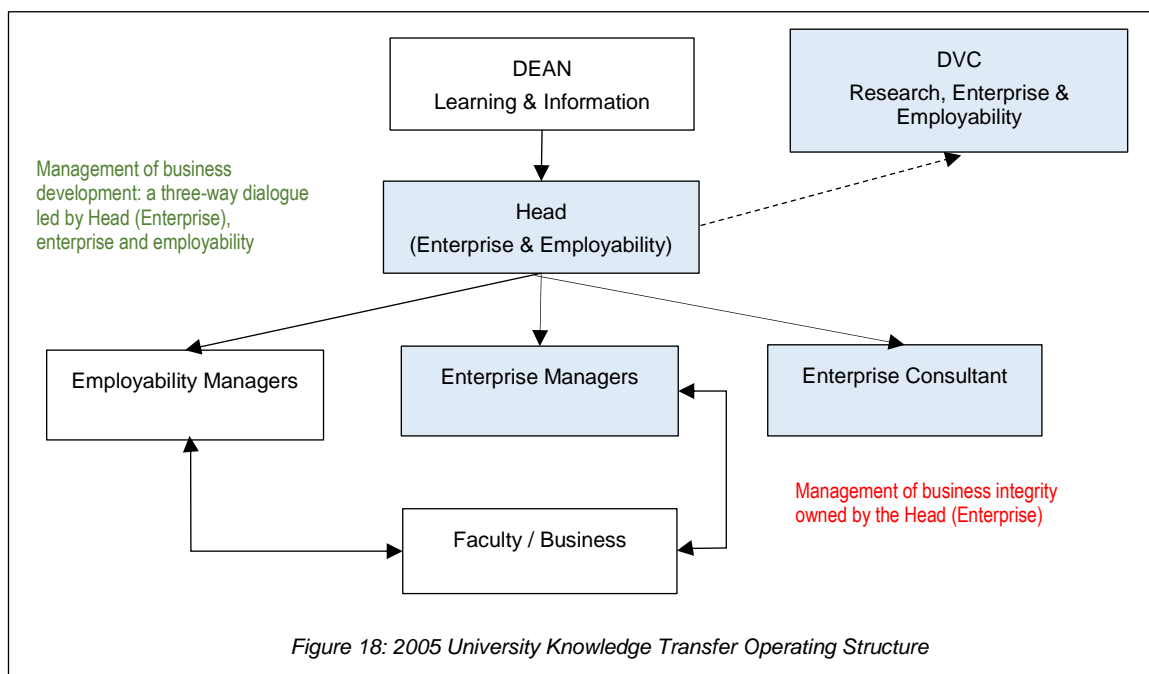 DEAN
Learning & Information
DVC
Research, Enterprise &
Employability
Management of business
development: a three-way dialogue
led by Head (Enterprise),
enterprise and employability
Head
(Enterprise & Employability)
Employability Managers
Enterprise Managers
Enterprise Consultant
Management of business integrity
owned by the Head (Enterprise)
Faculty / Business
Figure 18: 2005 University Knowledge Transfer Operating Structure